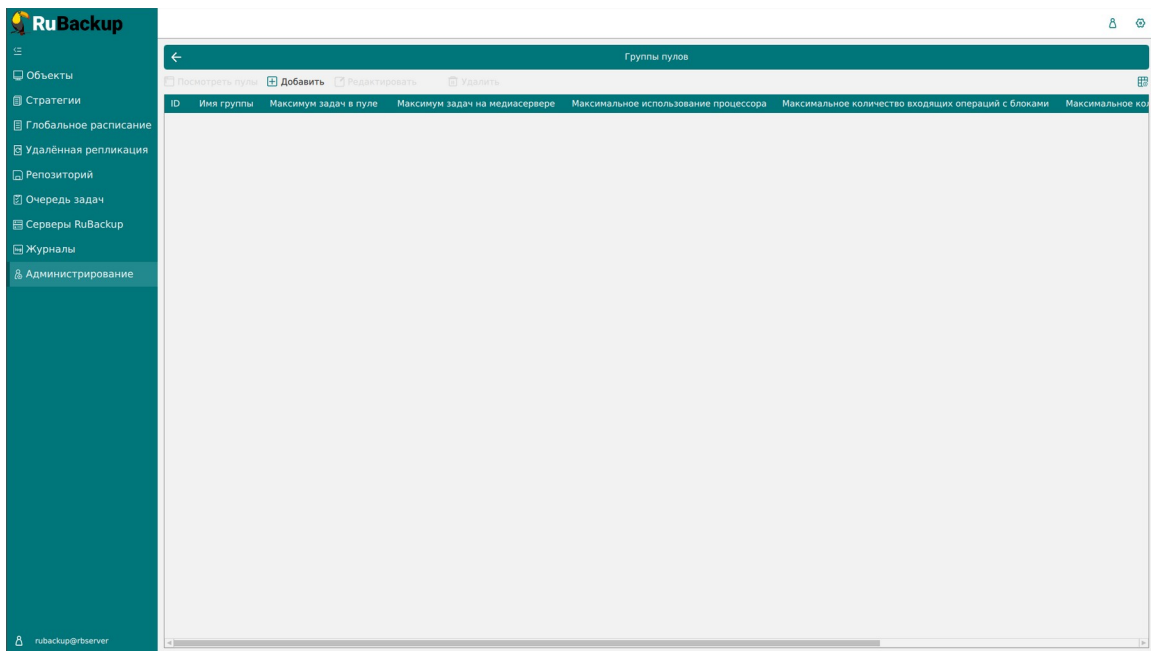 RuBackup
Группы пулов
Объекты
Стратегии
Глобальное расписание
Удалённая репликация
Репозиторий
Очередь задач
Серверы RuBackup
Журналы
Администрирование
Посмотреть пулы Добавить Редактировать Удалить
ID Имя группы Максимум задач в пуле Максимум задач на медиасервере Максимальное использование процессора Максимальное количество входящих операций с блоками Максимальное кол
rubackup@rbserver